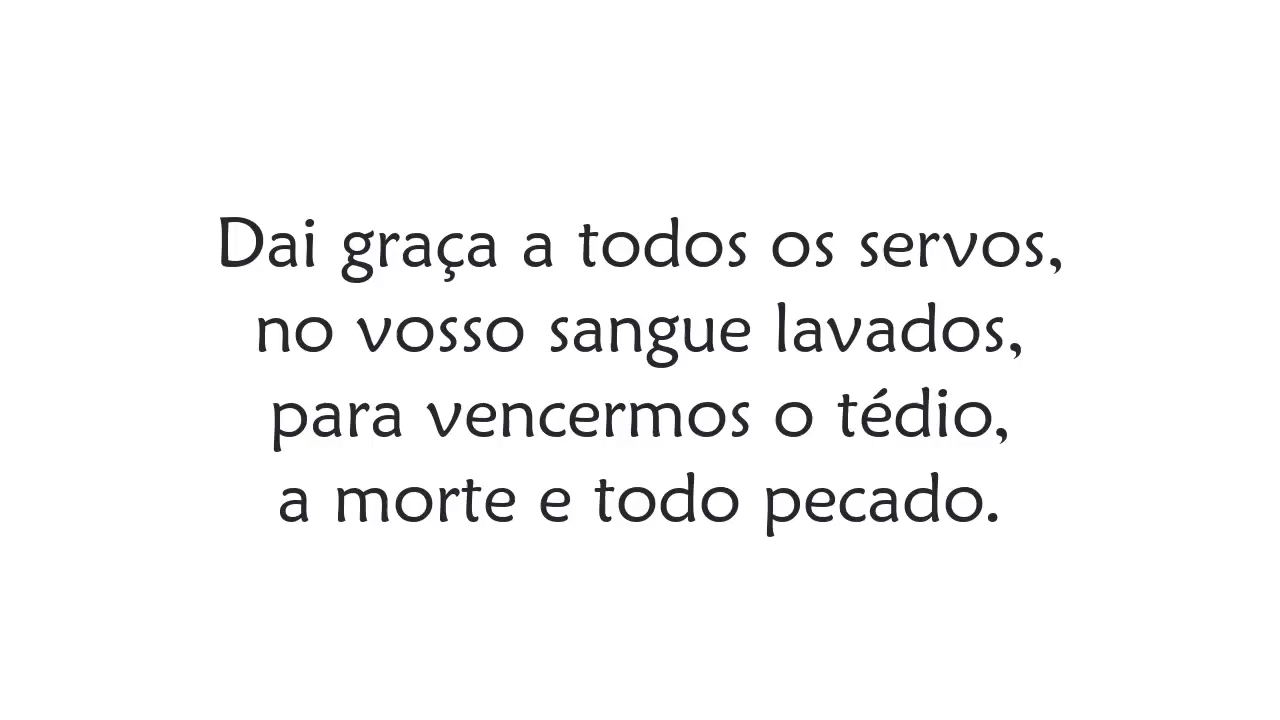 Dai graça a todos os servos,
no vosso sangue lavados,
para vencermos o tédio,
a morte e todo pecado.